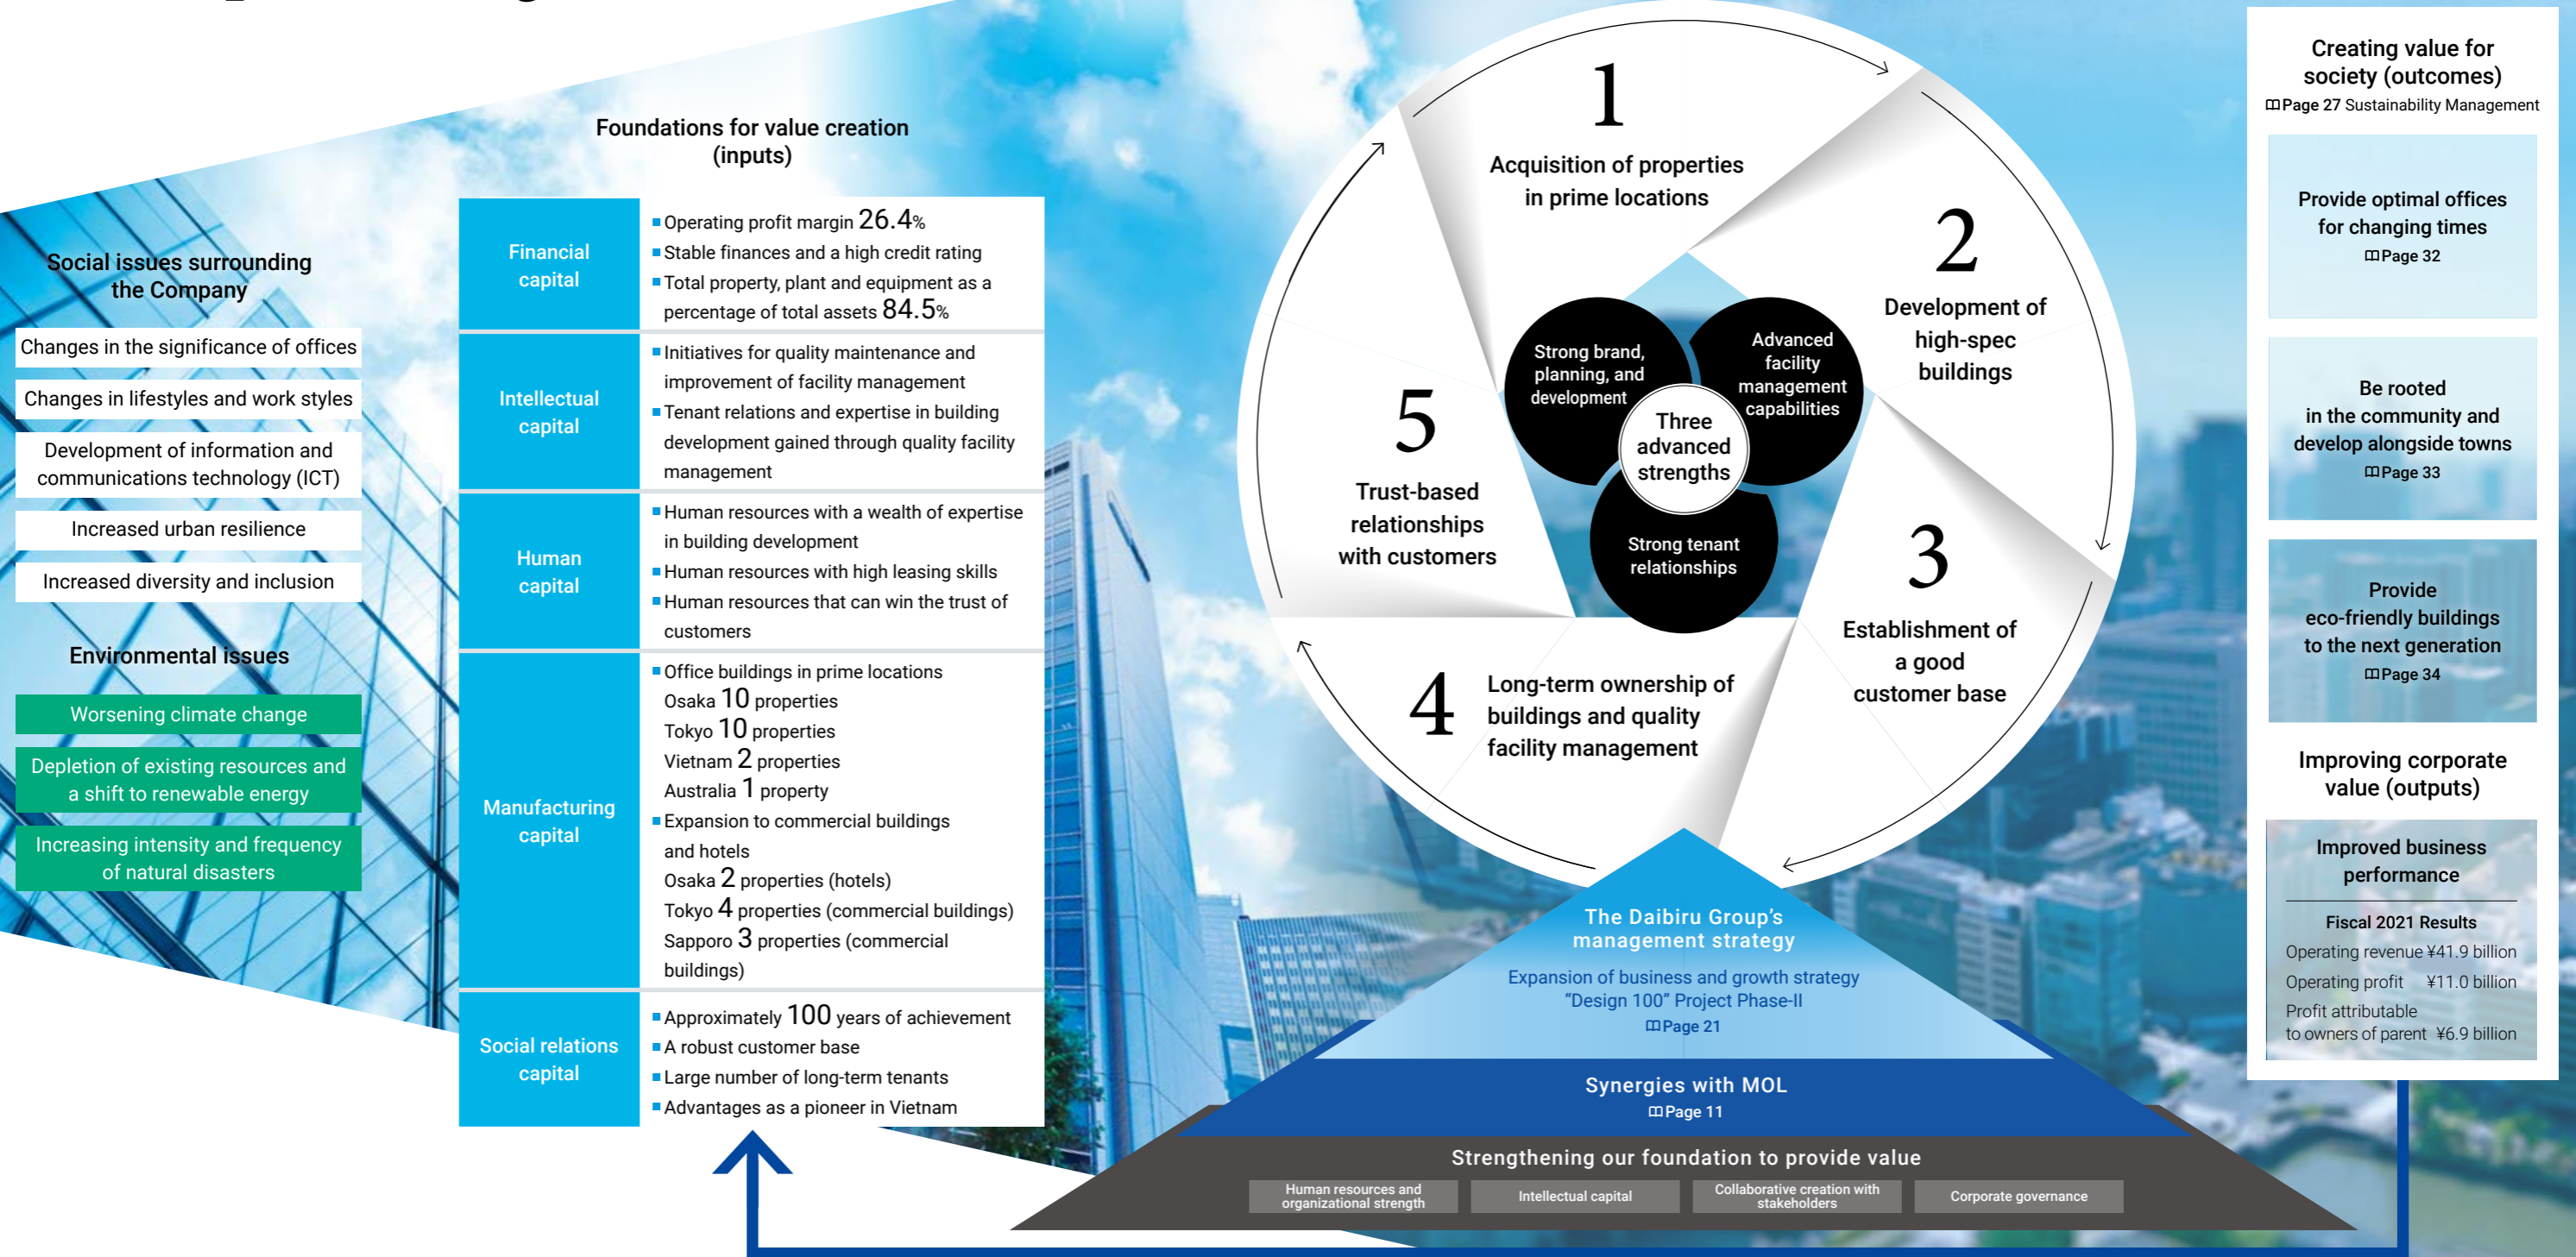 Social issues surrounding
the Company
Changes in the significance of offices
Changes in lifestyles and work styles
Development of information and
communications technology (ICT)
Increased urban resilience
Increased diversity and inclusion
Environmental issues
Worsening climate change
Depletion of existing resources and
a shift to renewable energy
Increasing intensity and frequency
of natural disasters
Foundations for value creation
(inputs)
Financial
capital
■ Operating profit margin 26.4%
■ Stable finances and a high credit rating
■ Total property, plant and equipment as a
percentage of total assets 84.5%
Intellectual
capital
■ Initiatives for quality maintenance and
improvement of facility management
■ Tenant relations and expertise in building
development gained through quality facility
management
Human
capital
■ Human resources with a wealth of expertise
in building development
■ Human resources with high leasing skills
■ Human resources that can win the trust of
customers
Manufacturing
capital
■ Office buildings in prime locations
Osaka 10 properties
Tokyo 10 properties
Vietnam 2 properties
Australia 1 property
■ Expansion to commercial buildings
and hotels
Osaka 2 properties (hotels)
Tokyo 4 properties (commercial buildings)
Sapporo 3 properties (commercial
buildings)
Social relations
capital
■ Approximately 100 years of achievement
■ A robust customer base
■ Large number of long-term tenants
■ Advantages as a pioneer in Vietnam
1
Acquisition of properties
in prime locations
2
Development of
high-spec
buildings
3
Establishment of
a good
customer base
4
Long-term ownership of
buildings and quality
facility management
5
Trust-based
relationships
with customers
Strong brand,
planning, and
development
Advanced
facility
management
capabilities
Three
advanced
strengths
Strong tenant
relationships
The Daibiru Group's
management strategy
Expansion of business and growth strategy
"Design 100" Project Phase-II
Page 21
Synergies with MOL
Page 11
Strengthening our foundation to provide value
Human resources and
organizational strength
Intellectual capital
Collaborative creation with
stakeholders
Corporate governance
Creating value for
society (outcomes)
Page 27 Sustainability Management
Provide optimal offices
for changing times
Page 32
Be rooted
in the community and
develop alongside towns
Page 33
Provide
eco-friendly buildings
to the next generation
Page 34
Improving corporate
value (outputs)
Improved business
performance
Fiscal 2021 Results
Operating revenue ¥41.9 billion
Operating profit ¥11.0 billion
Profit attributable
to owners of parent ¥6.9 billion